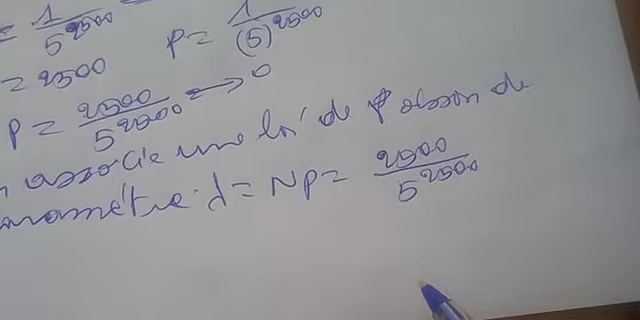 = 1/5^2500 P = 1/(5)^2500
= 2500
P = 2500/5^2500 → 0
associe une loi de Poisson de
paramètre λ = NP = 2500/5^2500